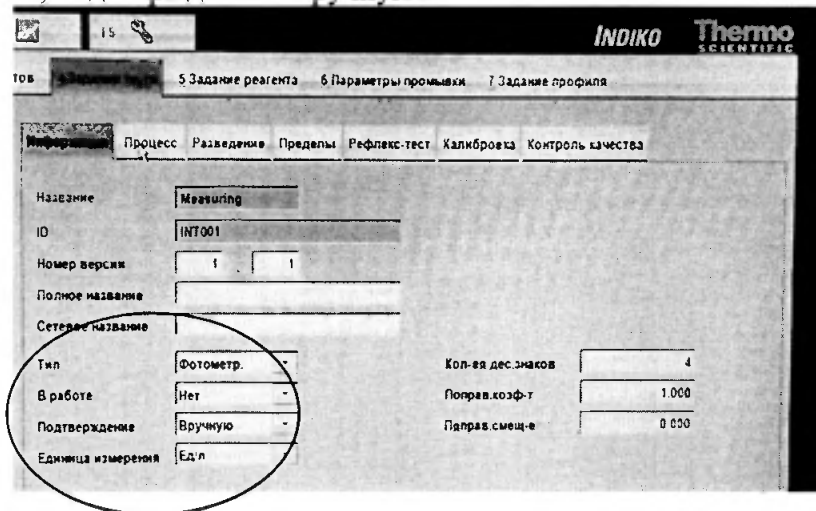 15 INDIKO Thermo
SCIENTIFIC
тов 5 Задание реагента 6 Параметры промывки 7 Задание профиля
Информация Процесс Разведение Пределы Рефлекс-тест Калибровка Контроль качества
Название Measuring
ID INT001
Номер версии 1 . 1
Полное название
Сетевое название
Тип Фотометр. Кол-во дес.знаков 4
В работе Нет Поправ.коэф-т 1.000
Подтверждение Вручную Поправ.смещ-е 0.000
Единица измерения Ед/л